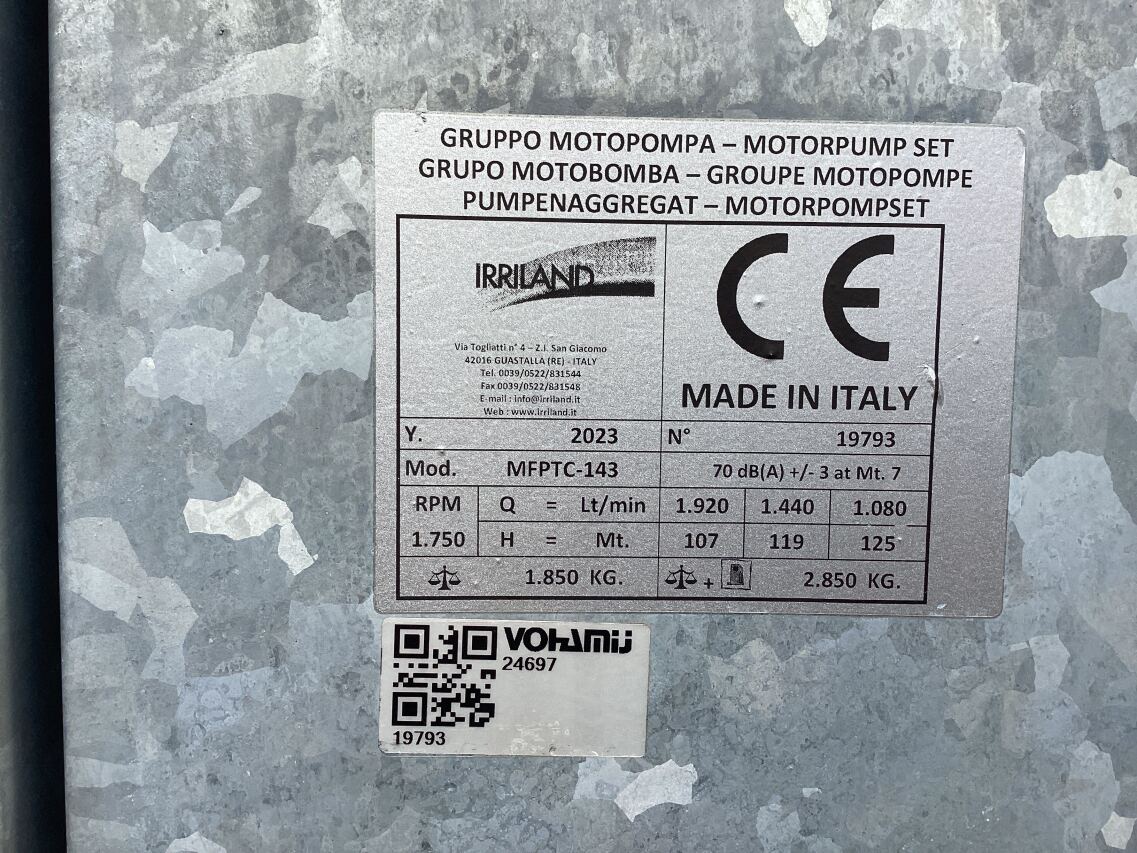 GRUPPO MOTOPOMPA – MOTORPUMP SET
GRUPO MOTOBOMBA – GROUPE MOTOPOMPE
PUMPENAGGREGAT – MOTORPOMPSET
IRRILAND
CE
Via Togliatti n° 4 – Z.I. San Giacomo
42016 GUASTALLA (RE) - ITALY
Tel. 0039/0522/831544
Fax 0039/0522/831548
E-mail : info@irriland.it
Web : www.irriland.it
MADE IN ITALY
Y. 2023 N° 19793
Mod. MFPTC-143 70 dB(A) +/- 3 at Mt. 7
RPM Q = Lt/min 1.920 1.440 1.080
1.750 H = Mt. 107 119 125
1.850 KG. + 2.850 KG.
VOHAMIJ
24697
19793